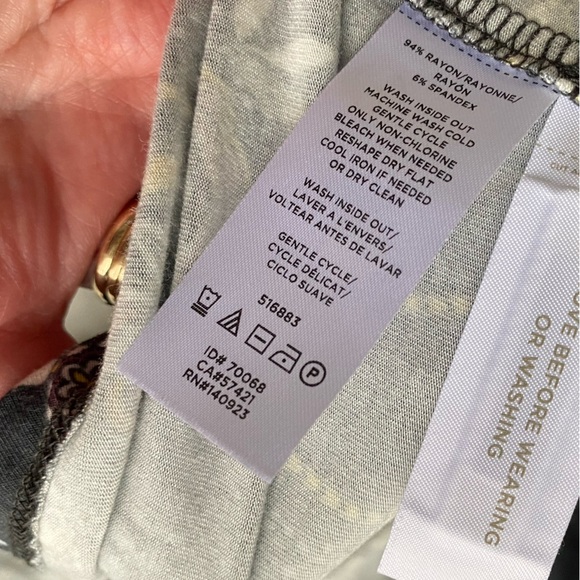 94% RAYON/RAYONNE/
RAYÓN
6% SPANDEX
WASH INSIDE OUT
MACHINE WASH COLD
GENTLE CYCLE
ONLY NON-CHLORINE
BLEACH WHEN NEEDED
RESHAPE DRY FLAT
COOL IRON IF NEEDED
OR DRY CLEAN
WASH INSIDE OUT/
LAVER A L'ENVERS/
VOLTEAR ANTES DE LAVAR
GENTLE CYCLE/
CYCLE DÉLICAT/
CICLO SUAVE
516883
P
ID# 70068
CA#57421
RN#140923
BEFORE WEARING
OR WASHING